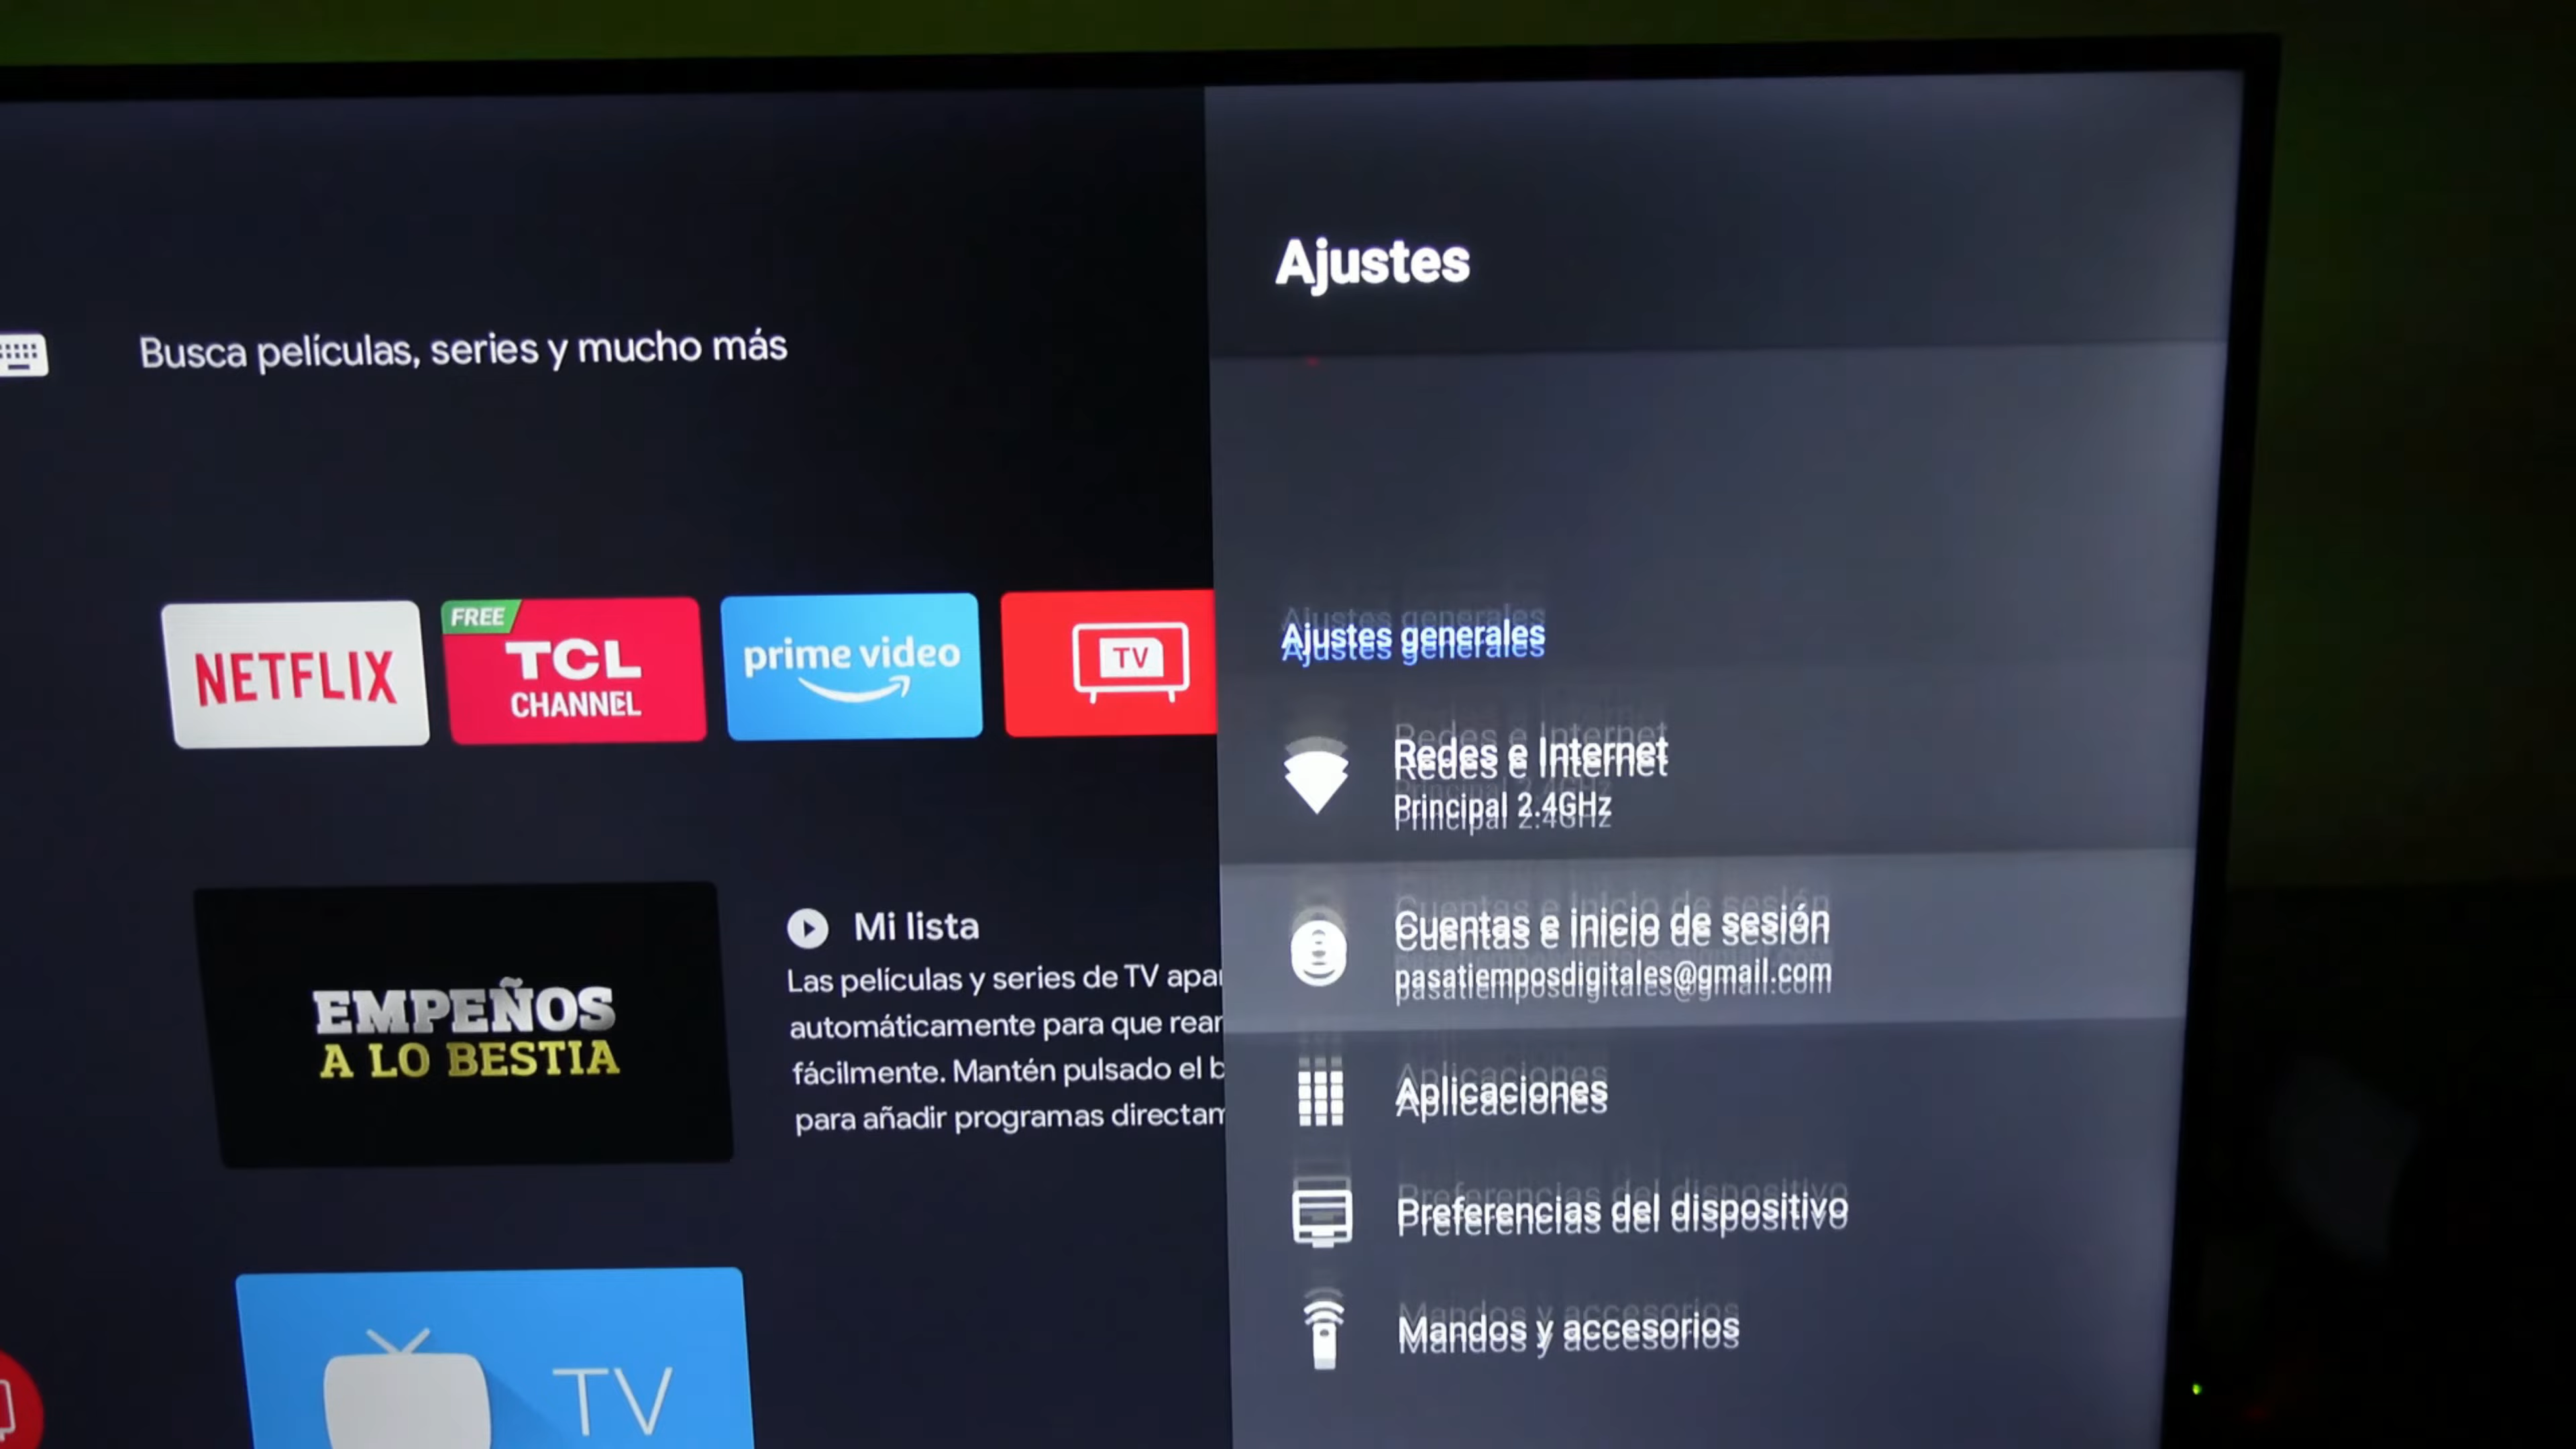 Busca películas, series y mucho más
NETFLIX
FREE
TCL
CHANNEL
prime video
TV
EMPEÑOS
A LO BESTIA
Mi lista
Las películas y series de TV apar
automáticamente para que rear
fácilmente. Mantén pulsado el b
para añadir programas directam
TV
Ajustes
Ajustes generales
Redes e Internet
Principal 2.4GHz
Cuentas e inicio de sesión
pasatiemposdigitales@gmail.com
Aplicaciones
Preferencias del dispositivo
Mandos y accesorios